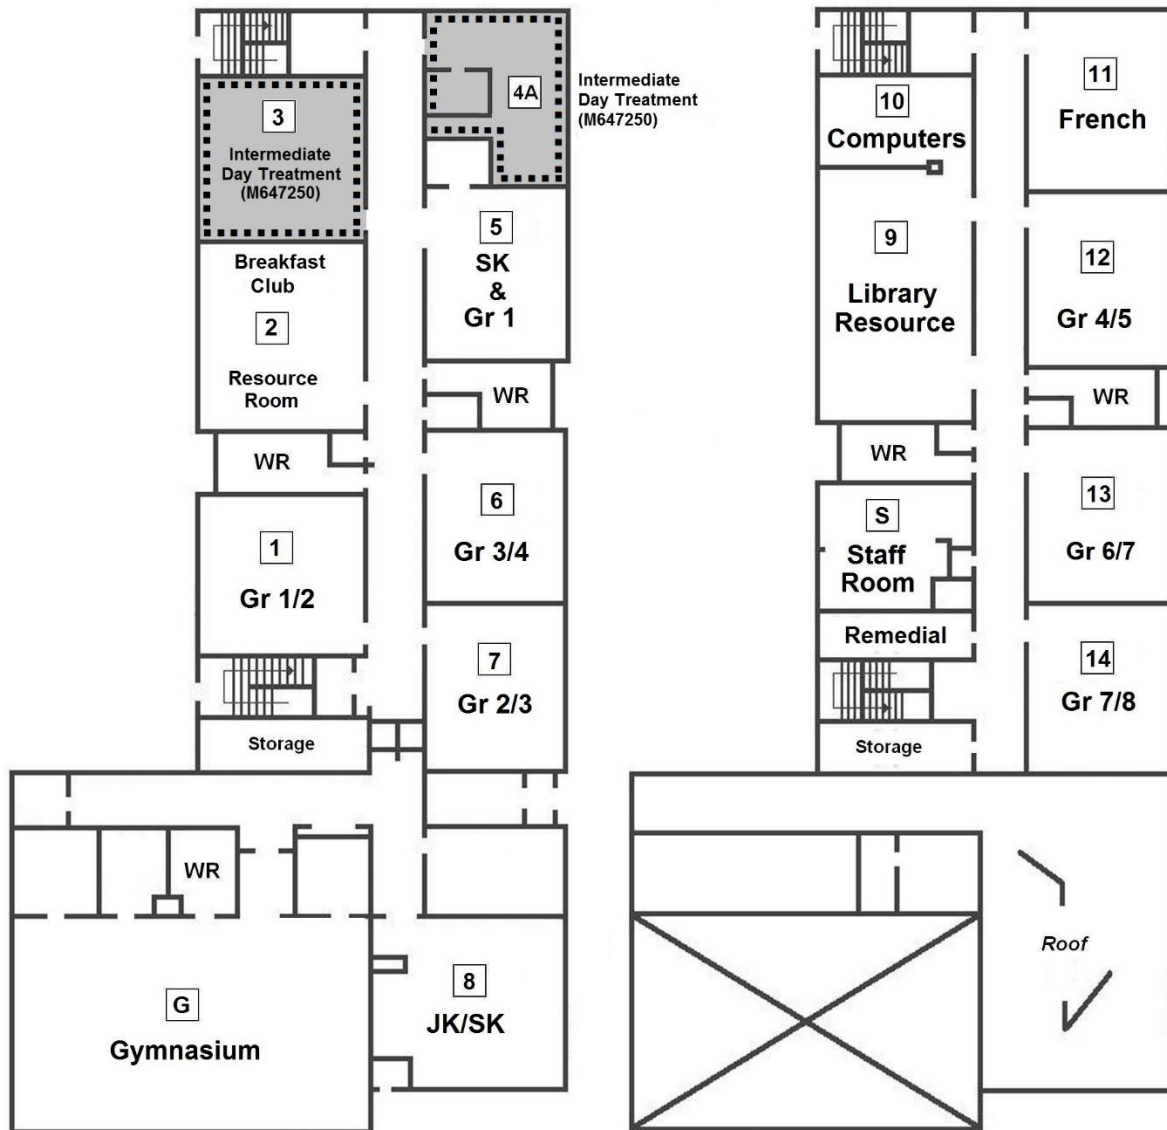 3
Intermediate
Day Treatment
(M647250)
4A
Intermediate
Day Treatment
(M647250)
Breakfast
Club
2
Resource
Room
5
SK
&
Gr 1
WR
WR
6
Gr 3/4
1
Gr 1/2
7
Gr 2/3
Storage
WR
G
Gymnasium
8
JK/SK
10
Computers
11
French
9
Library
Resource
12
Gr 4/5
WR
WR
S
Staff
Room
13
Gr 6/7
Remedial
14
Gr 7/8
Storage
Roof